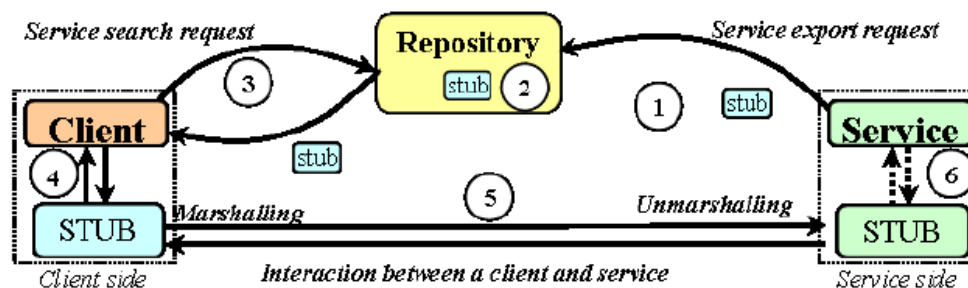 Service search request
Repository
Service export request
stub
2
3
1
stub
Client
Service
stub
4
6
5
Marshalling
Unmarshalling
STUB
STUB
Client side
Interaction between a client and service
Service side